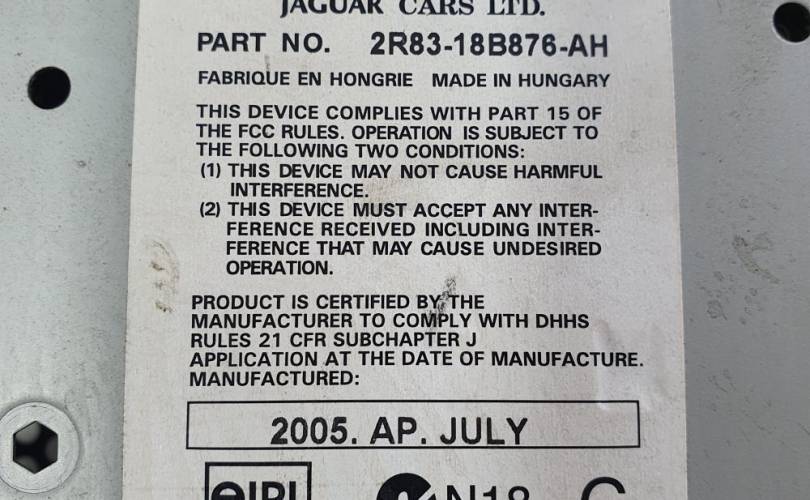 JAGUAR CARS LTD.
PART NO. 2R83-18B876-AH
FABRIQUE EN HONGRIE MADE IN HUNGARY
THIS DEVICE COMPLIES WITH PART 15 OF
THE FCC RULES. OPERATION IS SUBJECT TO
THE FOLLOWING TWO CONDITIONS:
(1) THIS DEVICE MAY NOT CAUSE HARMFUL
INTERFERENCE.
(2) THIS DEVICE MUST ACCEPT ANY INTER-
FERENCE RECEIVED INCLUDING INTER-
FERENCE THAT MAY CAUSE UNDESIRED
OPERATION.
PRODUCT IS CERTIFIED BY THE
MANUFACTURER TO COMPLY WITH DHHS
RULES 21 CFR SUBCHAPTER J
APPLICATION AT THE DATE OF MANUFACTURE.
MANUFACTURED:
2005. AP. JULY